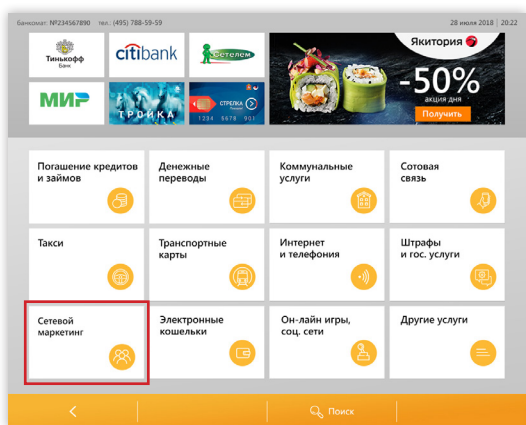 банкомат: №234567890 тел.: (495) 788-59-59
28 июля 2018 | 20:22
Тинькофф
Банк
citibank
Сетелем
Якитория
-50%
акция дня
Получить
МИР
ТРОЙКА
СТРЕЛКА
1234 5678 901
Погашение кредитов
и займов
Денежные
переводы
Коммунальные
услуги
Сотовая
связь
Такси
Транспортные
карты
Интернет
и телефония
Штрафы
и гос. услуги
Сетевой
маркетинг
Электронные
кошельки
Он-лайн игры,
соц. сети
Другие услуги
Поиск